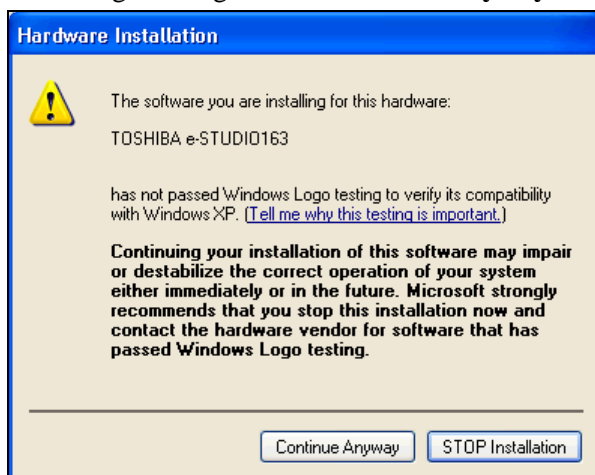 Hardware Installation
The software you are installing for this hardware:
TOSHIBA e-STUDIO163
has not passed Windows Logo testing to verify its compatibility
with Windows XP. (Tell me why this testing is important.)
Continuing your installation of this software may impair
or destabilize the correct operation of your system
either immediately or in the future. Microsoft strongly
recommends that you stop this installation now and
contact the hardware vendor for software that has
passed Windows Logo testing.
Continue Anyway STOP Installation